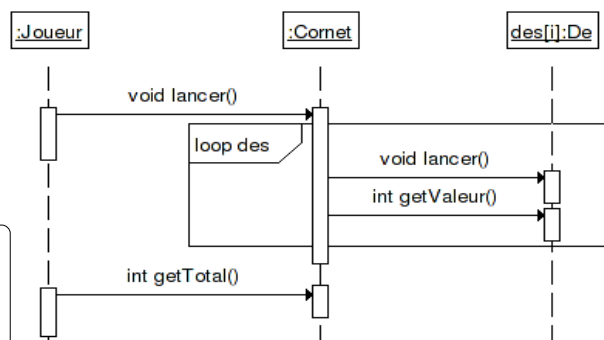 :Joueur
:Cornet
des[i]:De
void lancer()
loop des
void lancer()
int getValeur()
int getTotal()